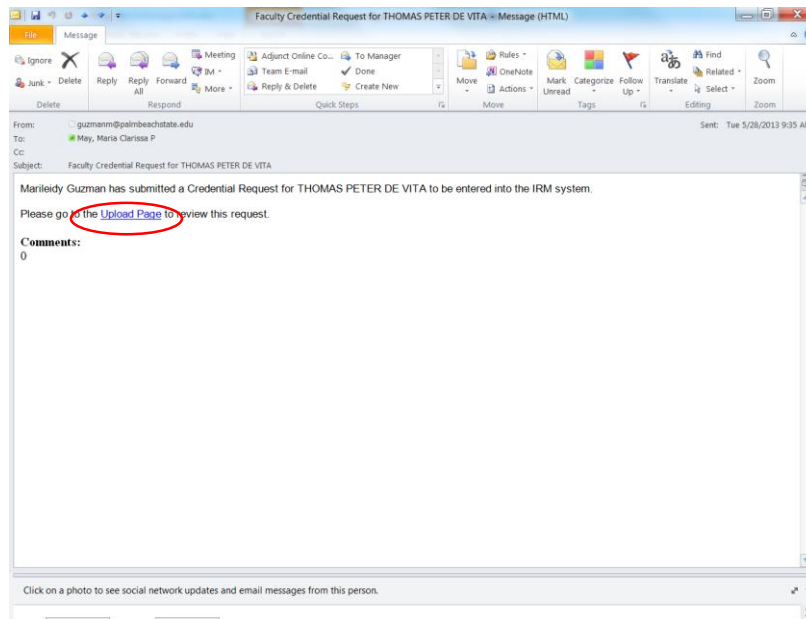 Faculty Credential Request for THOMAS PETER DE VITA - Message (HTML)
File Message
Ignore
Junk
Delete
Reply
Reply All
Forward
Meeting
IM
More
Adjunct Online Co...
Team E-mail
Reply & Delete
To Manager
Done
Create New
Move
Rules
OneNote
Actions
Mark Unread
Categorize
Follow Up
Translate
Find
Related
Select
Zoom
Delete Respond Quick Steps Move Tags Editing Zoom
From: guzmanm@palmbeachstate.edu Sent: Tue 5/28/2013 9:35 AM
To: May, Maria Clarissa P
Cc:
Subject: Faculty Credential Request for THOMAS PETER DE VITA
Marileidy Guzman has submitted a Credential Request for THOMAS PETER DE VITA to be entered into the IRM system.
Please go to the Upload Page to review this request.
Comments:
0
Click on a photo to see social network updates and email messages from this person.